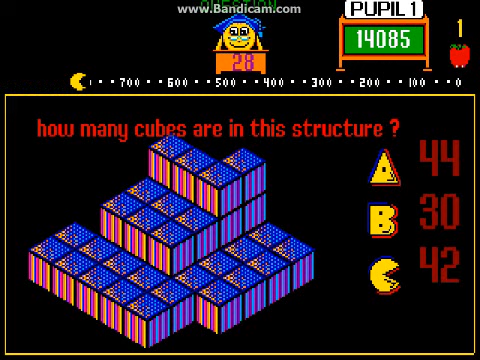 www.Bandicam.com
QUESTION
PUPIL 1
14085
1
28
700 600 500 400 300 200 100 0
how many cubes are in this structure ?
A 44
B 30
C 42